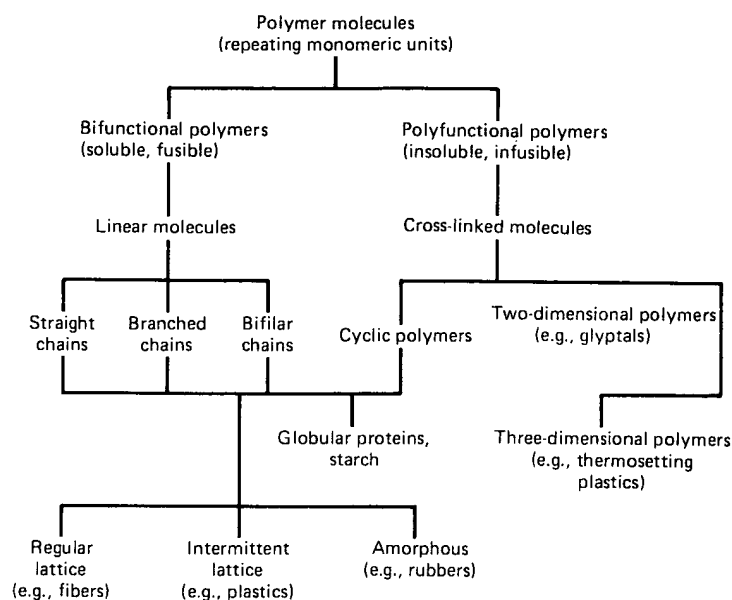 Polymer molecules
(repeating monomeric units)
Bifunctional polymers
(soluble, fusible)
Polyfunctional polymers
(insoluble, infusible)
Linear molecules
Cross-linked molecules
Straight
chains
Branched
chains
Bifilar
chains
Cyclic polymers
Two-dimensional polymers
(e.g., glyptals)
Globular proteins,
starch
Three-dimensional polymers
(e.g., thermosetting
plastics)
Regular
lattice
(e.g., fibers)
Intermittent
lattice
(e.g., plastics)
Amorphous
(e.g., rubbers)